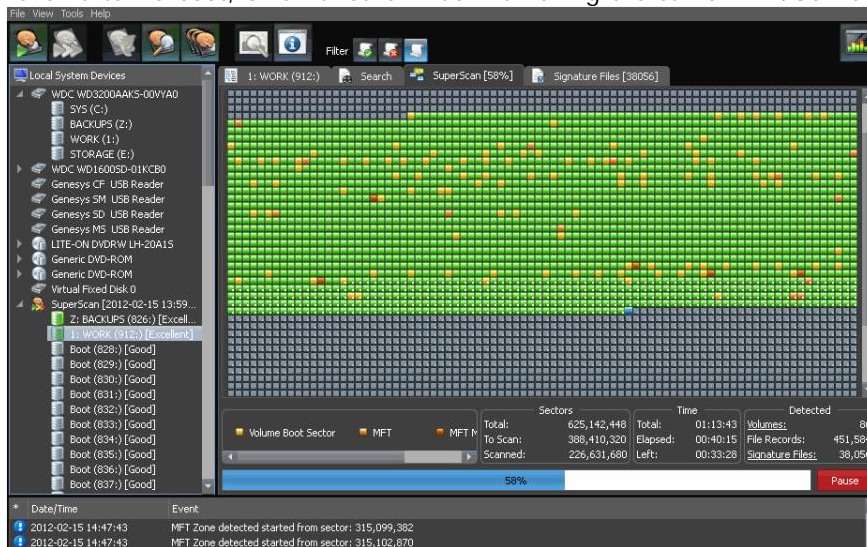 File View Tools Help
Filter
Local System Devices
WDC WD3200AAKS-00VYA0
SYS (C:)
BACKUPS (Z:)
WORK (1:)
STORAGE (E:)
WDC WD1600SD-01KCB0
Genesys CF USB Reader
Genesys SM USB Reader
Genesys SD USB Reader
Genesys MS USB Reader
LITE-ON DVDRW LH-20A1S
Generic DVD-ROM
Generic DVD-ROM
Virtual Fixed Disk 0
SuperScan [2012-02-15 13:59...
Z: BACKUPS (826:) [Excell...
1: WORK (912:) [Excellent]
Boot (828:) [Good]
Boot (829:) [Good]
Boot (830:) [Good]
Boot (831:) [Good]
Boot (832:) [Good]
Boot (833:) [Good]
Boot (834:) [Good]
Boot (835:) [Good]
Boot (836:) [Good]
Boot (837:) [Good]
1: WORK (912:) Search SuperScan [58%] Signature Files [38056]
Volume Boot Sector MFT MFT M
Sectors
Total: 625,142,448
To Scan: 388,410,320
Scanned: 226,631,680
Time
Total: 01:13:43
Elapsed: 00:40:15
Left: 00:33:28
Detected
Volumes: 8
File Records: 451,58
Signature Files: 38,05
58%
Pause
* Date/Time Event
2012-02-15 14:47:43 MFT Zone detected started from sector: 315,099,382
2012-02-15 14:47:43 MFT Zone detected started from sector: 315,102,870